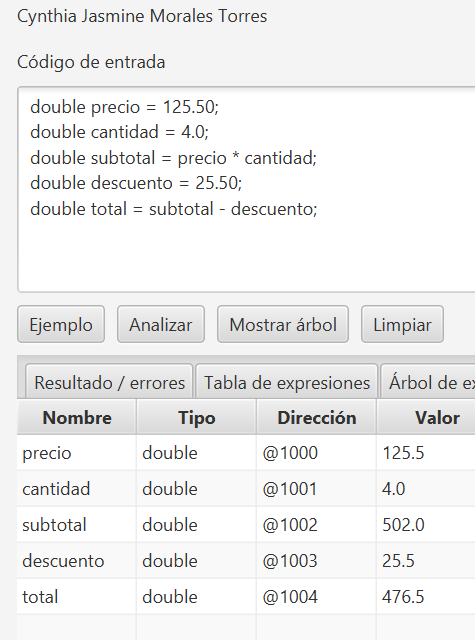 Cynthia Jasmine Morales Torres
Código de entrada
double precio = 125.50;
double cantidad = 4.0;
double subtotal = precio * cantidad;
double descuento = 25.50;
double total = subtotal - descuento;
Ejemplo Analizar Mostrar árbol Limpiar
Resultado / errores Tabla de expresiones Árbol de
Nombre Tipo Dirección Valor
precio double @1000 125.5
cantidad double @1001 4.0
subtotal double @1002 502.0
descuento double @1003 25.5
total double @1004 476.5